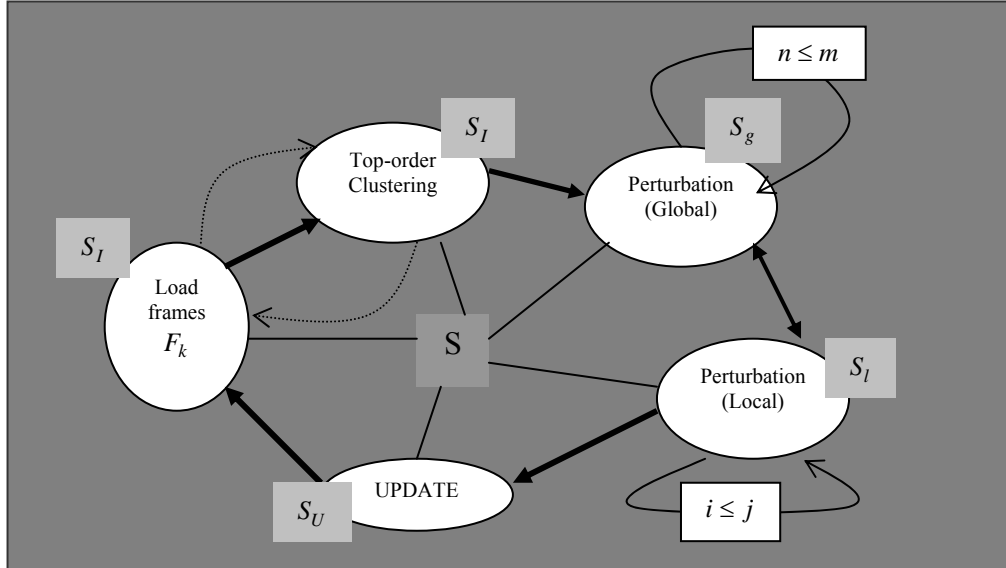 n ≤ m
S_I
S_g
Top-order
Clustering
Perturbation
(Global)
S_I
Load
frames
F_k
S
S_l
Perturbation
(Local)
UPDATE
S_U
i ≤ j